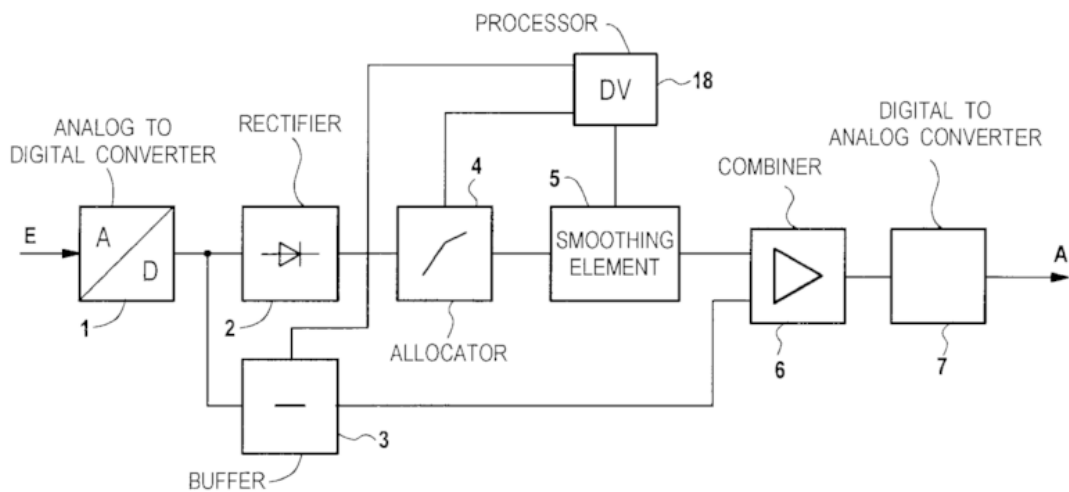 PROCESSOR
DV
18
ANALOG TO
DIGITAL CONVERTER
RECTIFIER
DIGITAL TO
ANALOG CONVERTER
COMBINER
4
5
E
A
D
SMOOTHING
ELEMENT
A
1
2
ALLOCATOR
6
7
3
BUFFER